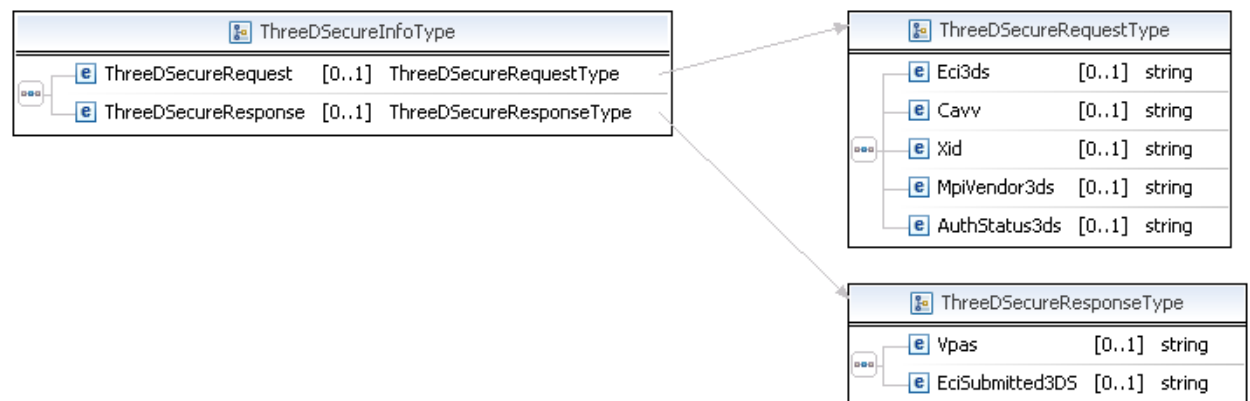 ThreeDSecureInfoType
e ThreeDSecureRequest [0..1] ThreeDSecureRequestType
e ThreeDSecureResponse [0..1] ThreeDSecureResponseType
ThreeDSecureRequestType
e Eci3ds [0..1] string
e Cavv [0..1] string
e Xid [0..1] string
e MpiVendor3ds [0..1] string
e AuthStatus3ds [0..1] string
ThreeDSecureResponseType
e Vpas [0..1] string
e EciSubmitted3DS [0..1] string